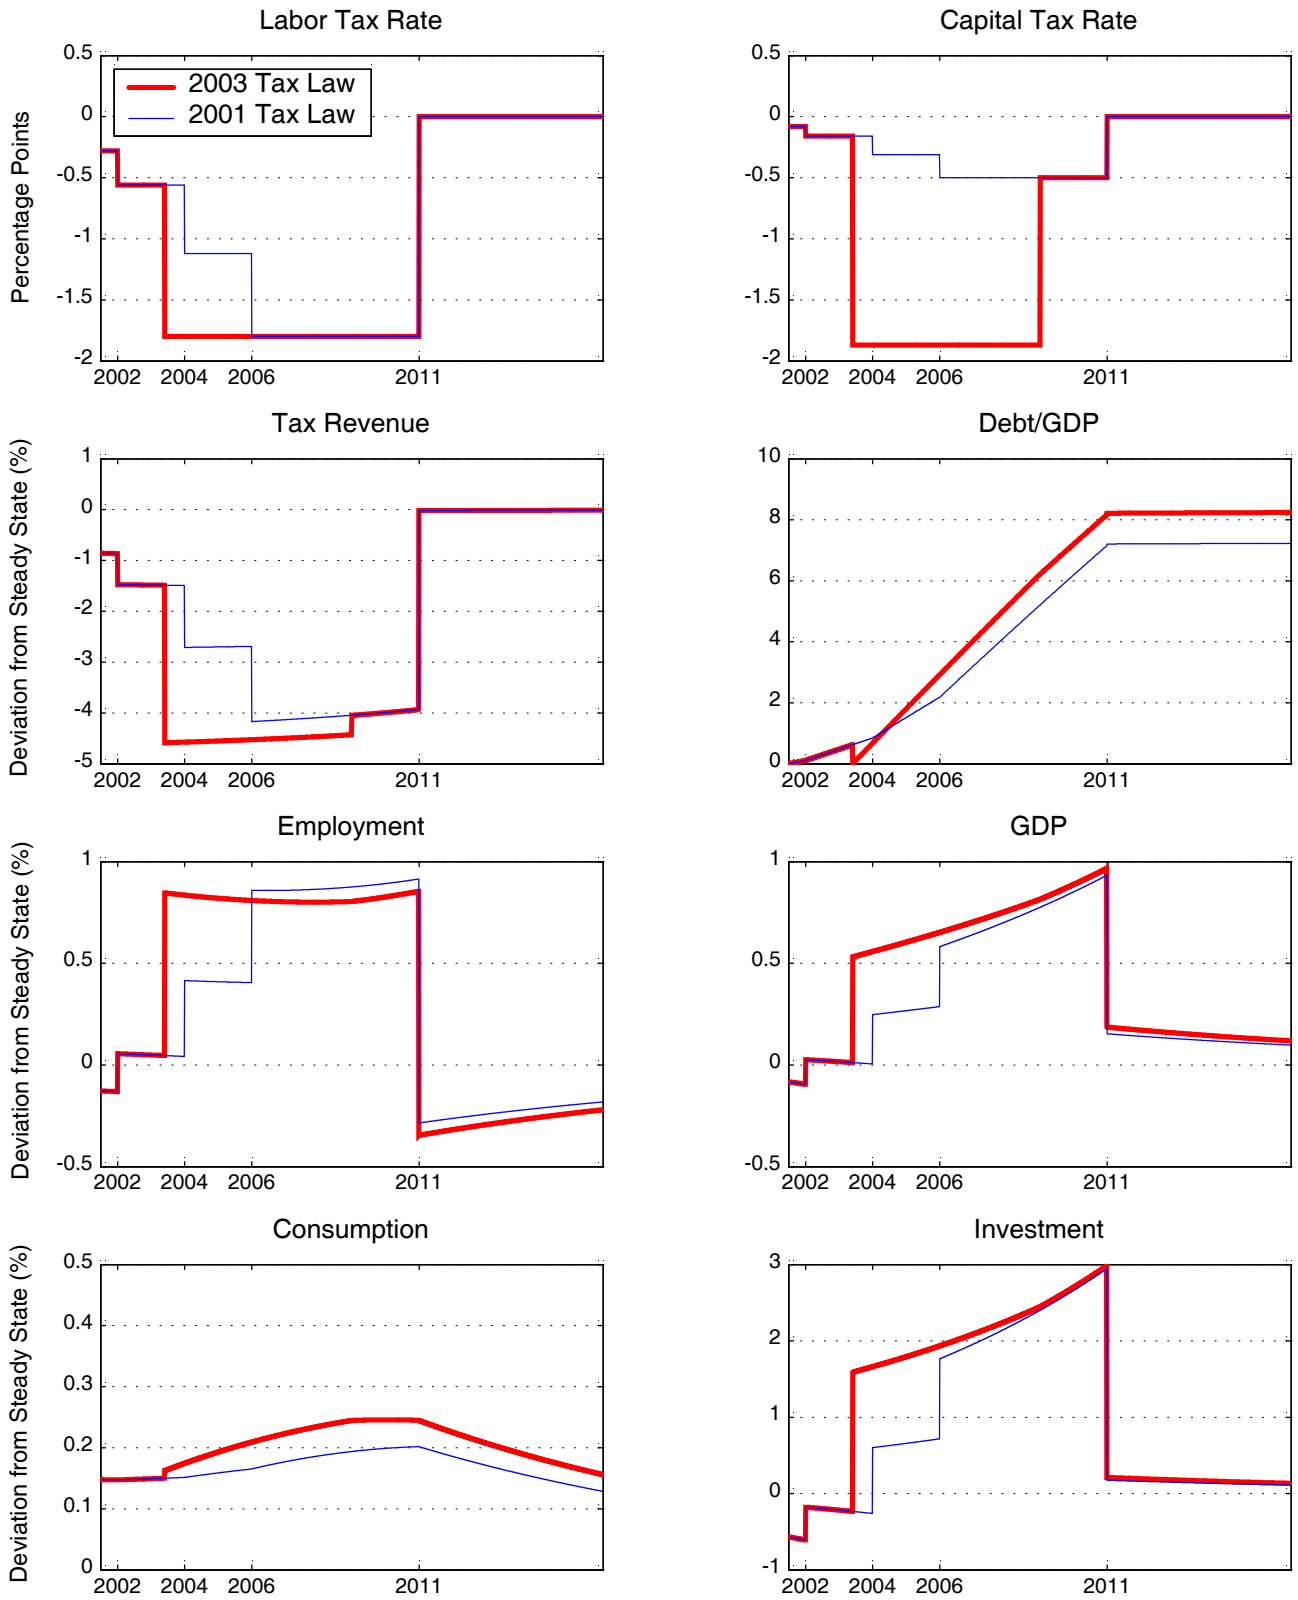 Labor Tax Rate
Capital Tax Rate
Percentage Points
0.5
0
-0.5
-1
-1.5
-2
2003 Tax Law
2001 Tax Law
2002 2004 2006 2011
0.5
0
-0.5
-1
-1.5
-2
2002 2004 2006 2011
Tax Revenue
Debt/GDP
Deviation from Steady State (%)
1
0
-1
-2
-3
-4
-5
2002 2004 2006 2011
10
8
6
4
2
0
2002 2004 2006 2011
Employment
GDP
Deviation from Steady State (%)
1
0.5
0
-0.5
2002 2004 2006 2011
1
0.5
0
-0.5
2002 2004 2006 2011
Consumption
Investment
Deviation from Steady State (%)
0.5
0.4
0.3
0.2
0.1
0
2002 2004 2006 2011
3
2
1
0
-1
2002 2004 2006 2011